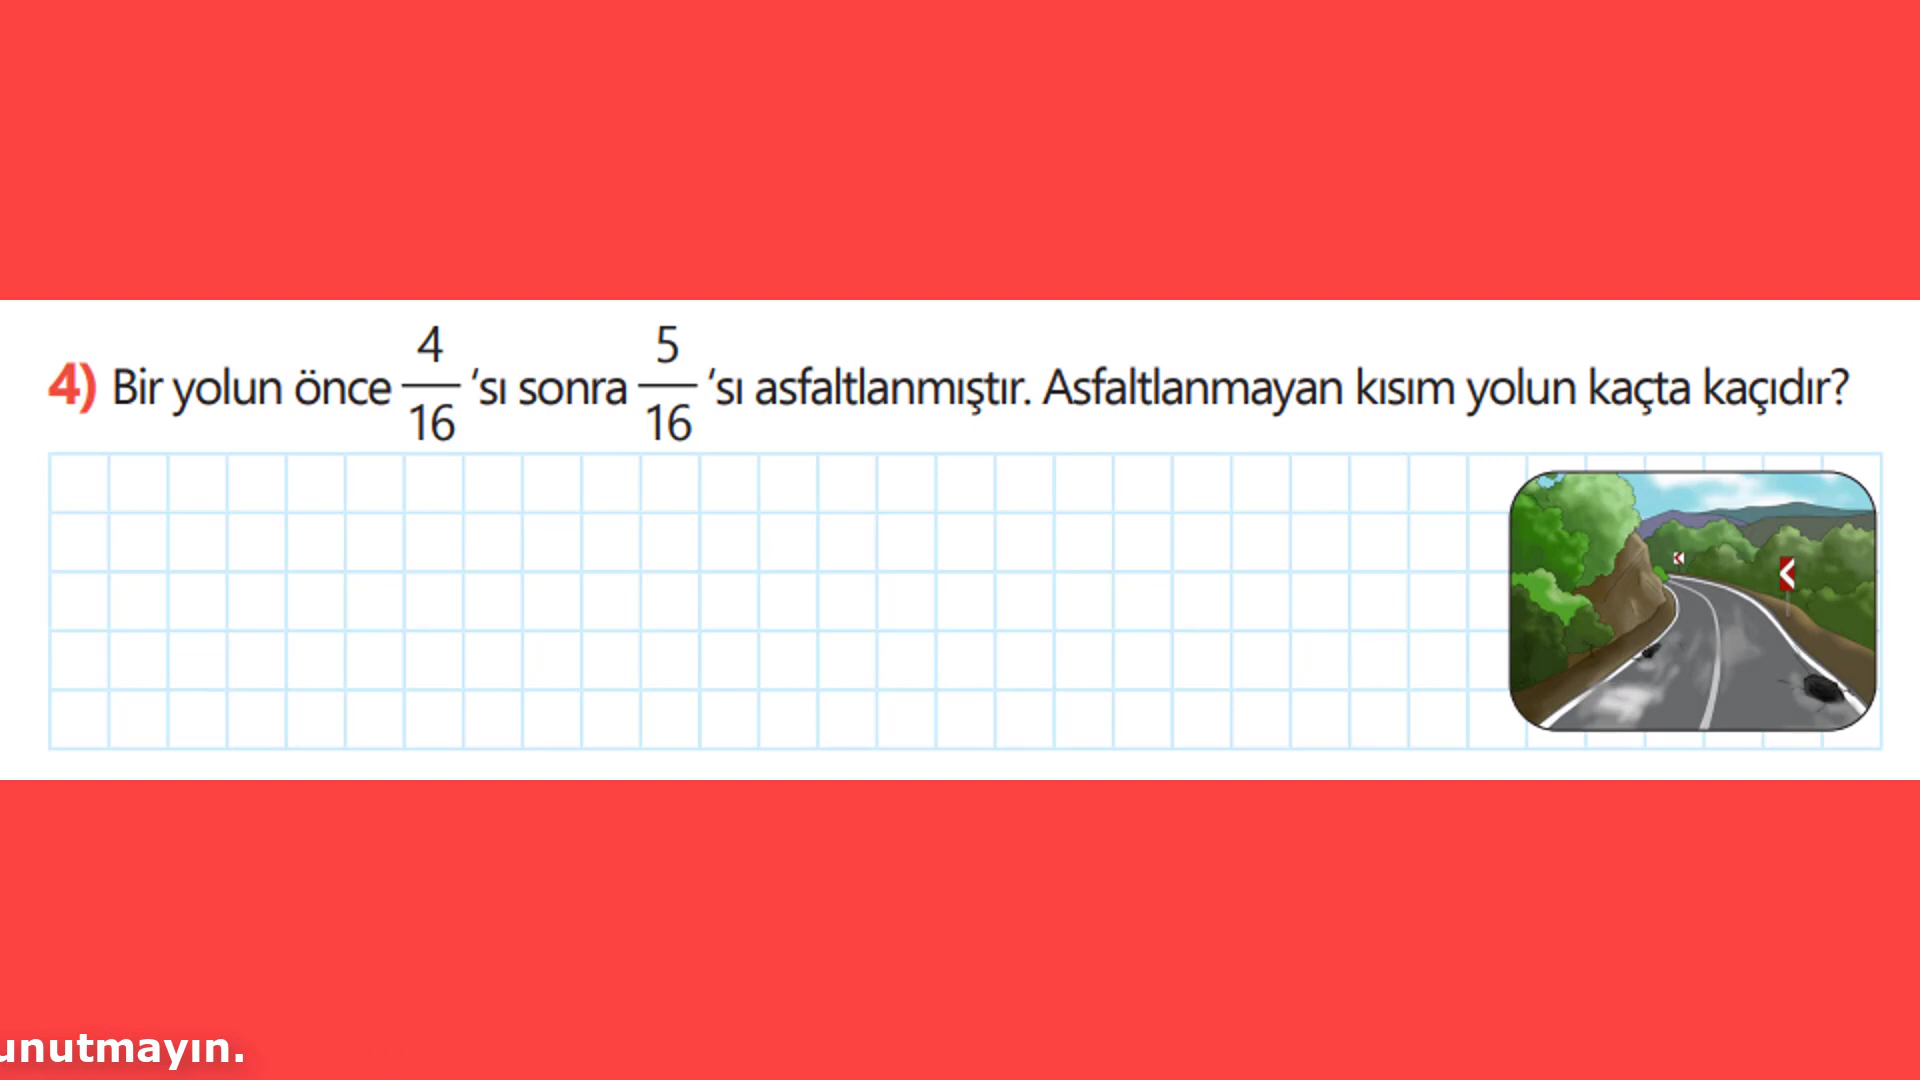 4) Bir yolun önce 4/16 'sı sonra 5/16 'sı asfaltlanmıştır. Asfaltlanmayan kısım yolun kaçta kaçıdır?
unutmayın.